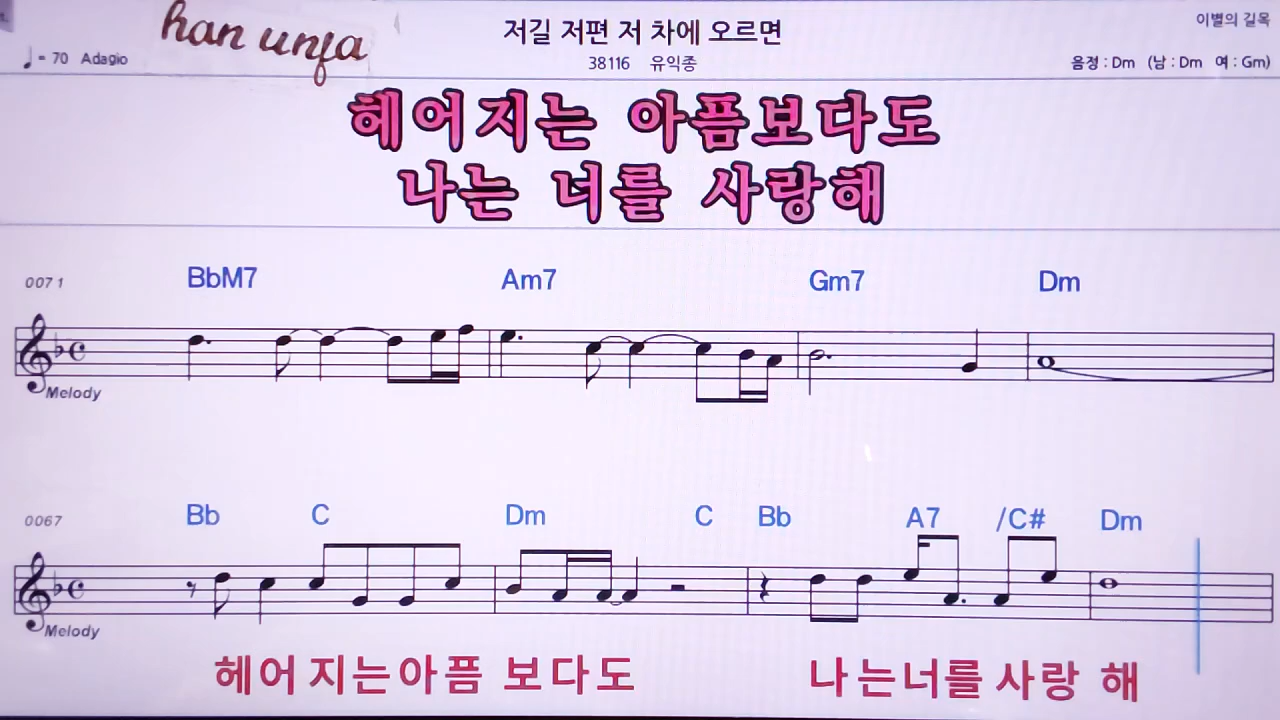 han unja
저길 저편 저 차에 오르면
이별의 길목
♩= 70 Adagio
38116 유익종
음정 : Dm (남 : Dm 여 : Gm)
헤어지는 아픔보다도
나는 너를 사랑해
0071 BbM7 Am7 Gm7 Dm
Melody
0067 Bb C Dm C Bb A7 /C# Dm
Melody
헤어 지는아픔 보다도 나는너를 사랑 해